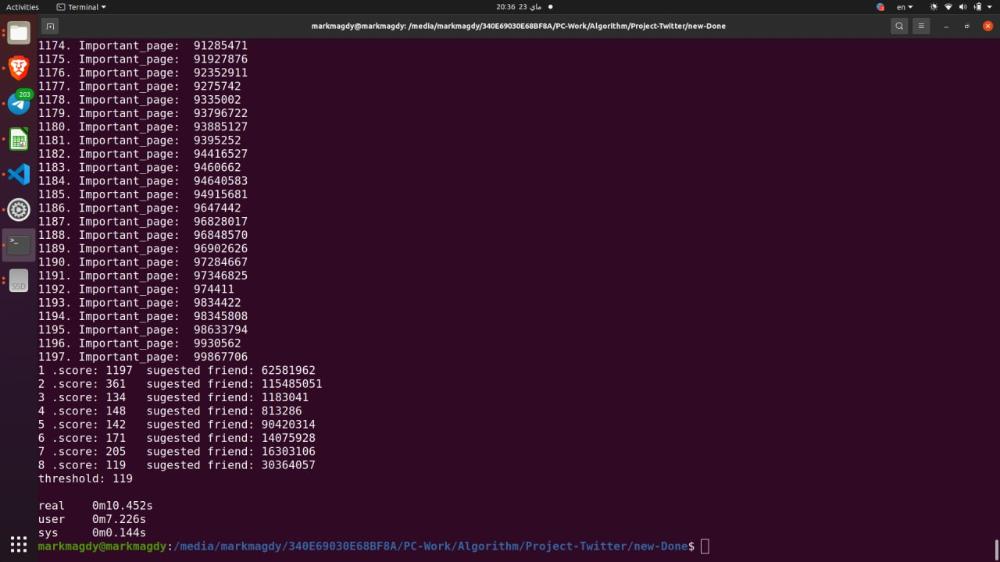 Activities
Terminal
20:36 23 ماي
en
markmagdy@markmagdy: /media/markmagdy/340E69030E68BF8A/PC-Work/Algorithm/Project-Twitter/new-Done
203
>_
SSD
1174. Important_page: 91285471
1175. Important_page: 91927876
1176. Important_page: 92352911
1177. Important_page: 9275742
1178. Important_page: 9335002
1179. Important_page: 93796722
1180. Important_page: 93885127
1181. Important_page: 9395252
1182. Important_page: 94416527
1183. Important_page: 9460662
1184. Important_page: 94640583
1185. Important_page: 94915681
1186. Important_page: 9647442
1187. Important_page: 96828017
1188. Important_page: 96848570
1189. Important_page: 96902626
1190. Important_page: 97284667
1191. Important_page: 97346825
1192. Important_page: 974411
1193. Important_page: 9834422
1194. Important_page: 98345808
1195. Important_page: 98633794
1196. Important_page: 9930562
1197. Important_page: 99867706
1 .score: 1197 sugested friend: 62581962
2 .score: 361 sugested friend: 115485051
3 .score: 134 sugested friend: 1183041
4 .score: 148 sugested friend: 813286
5 .score: 142 sugested friend: 90420314
6 .score: 171 sugested friend: 14075928
7 .score: 205 sugested friend: 16303106
8 .score: 119 sugested friend: 30364057
threshold: 119
real 0m10.452s
user 0m7.226s
sys 0m0.144s
markmagdy@markmagdy:/media/markmagdy/340E69030E68BF8A/PC-Work/Algorithm/Project-Twitter/new-Done$